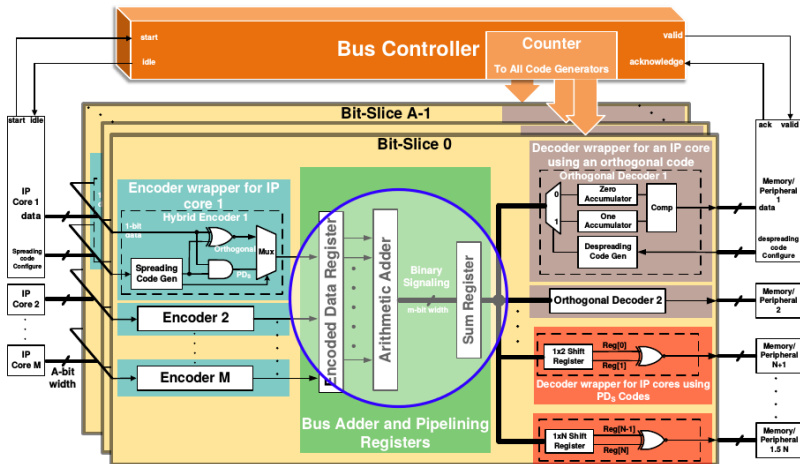 start
idle
Bus Controller
Counter
To All Code Generators
valid
acknowledge
Bit-Slice A-1
Bit-Slice 0
start idle
IP
Core 1
data
Spreading
code
Configure
IP
Core 2
IP
Core M
A-bit
width
Encoder wrapper for IP
core 1
Hybrid Encoder 1
1-bit
data
Orthogonal
Mux
Spreading
Code Gen
PDS
Encoder 2
Encoder M
Encoded Data Register
Arithmetic Adder
Binary
Signaling
m-bit width
Sum Register
Bus Adder and Pipelining
Registers
Decoder wrapper for an IP core
using an orthogonal code
Orthogonal Decoder 1
0
1
Zero
Accumulator
One
Accumulator
Comp
Despreading
Code Gen
Orthogonal Decoder 2
1x2 Shift
Register
Reg[0]
Reg[1]
Decoder wrapper for IP cores using
PDS Codes
1xN Shift
Register
Reg[N-1]
Reg[N]
ack valid
Memory/
Peripheral
1
data
despreading
code
Configure
Memory/
Peripheral
2
Memory/
Peripheral
N+1
Memory/
Peripheral
1.5 N